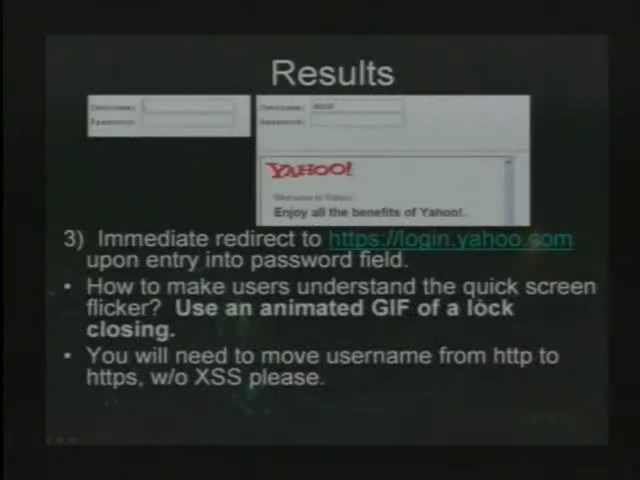 Results
Username:
Password:
Username:
Password:
YAHOO!
Welcome to Yahoo!
Enjoy all the benefits of Yahoo!.
3) Immediate redirect to https://login.yahoo.com
upon entry into password field.
• How to make users understand the quick screen
flicker? Use an animated GIF of a lock
closing.
• You will need to move username from http to
https, w/o XSS please.